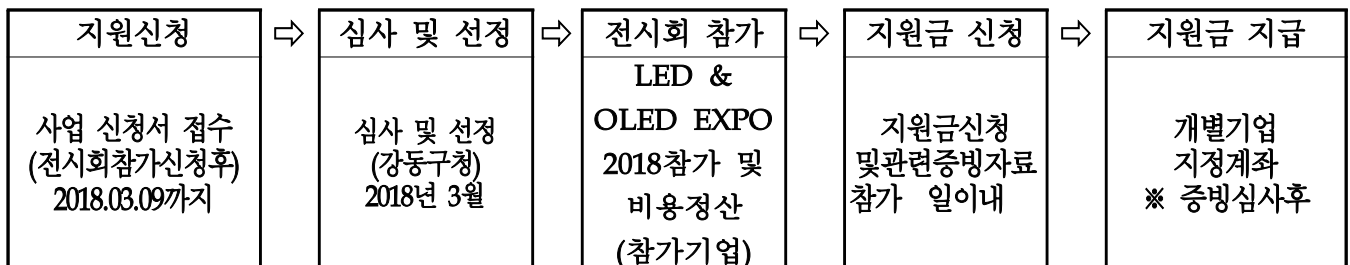 지원신청
⇨
심사 및 선정
⇨
전시회 참가
⇨
지원금 신청
⇨
지원금 지급
사업 신청서 접수
(전시회참가신청후)
2018.03.09까지
심사 및 선정
(강동구청)
2018년 3월
LED &
OLED EXPO
2018참가 및
비용정산
(참가기업)
지원금신청
및관련증빙자료
참가 일이내
개별기업
지정계좌
※ 증빙심사후